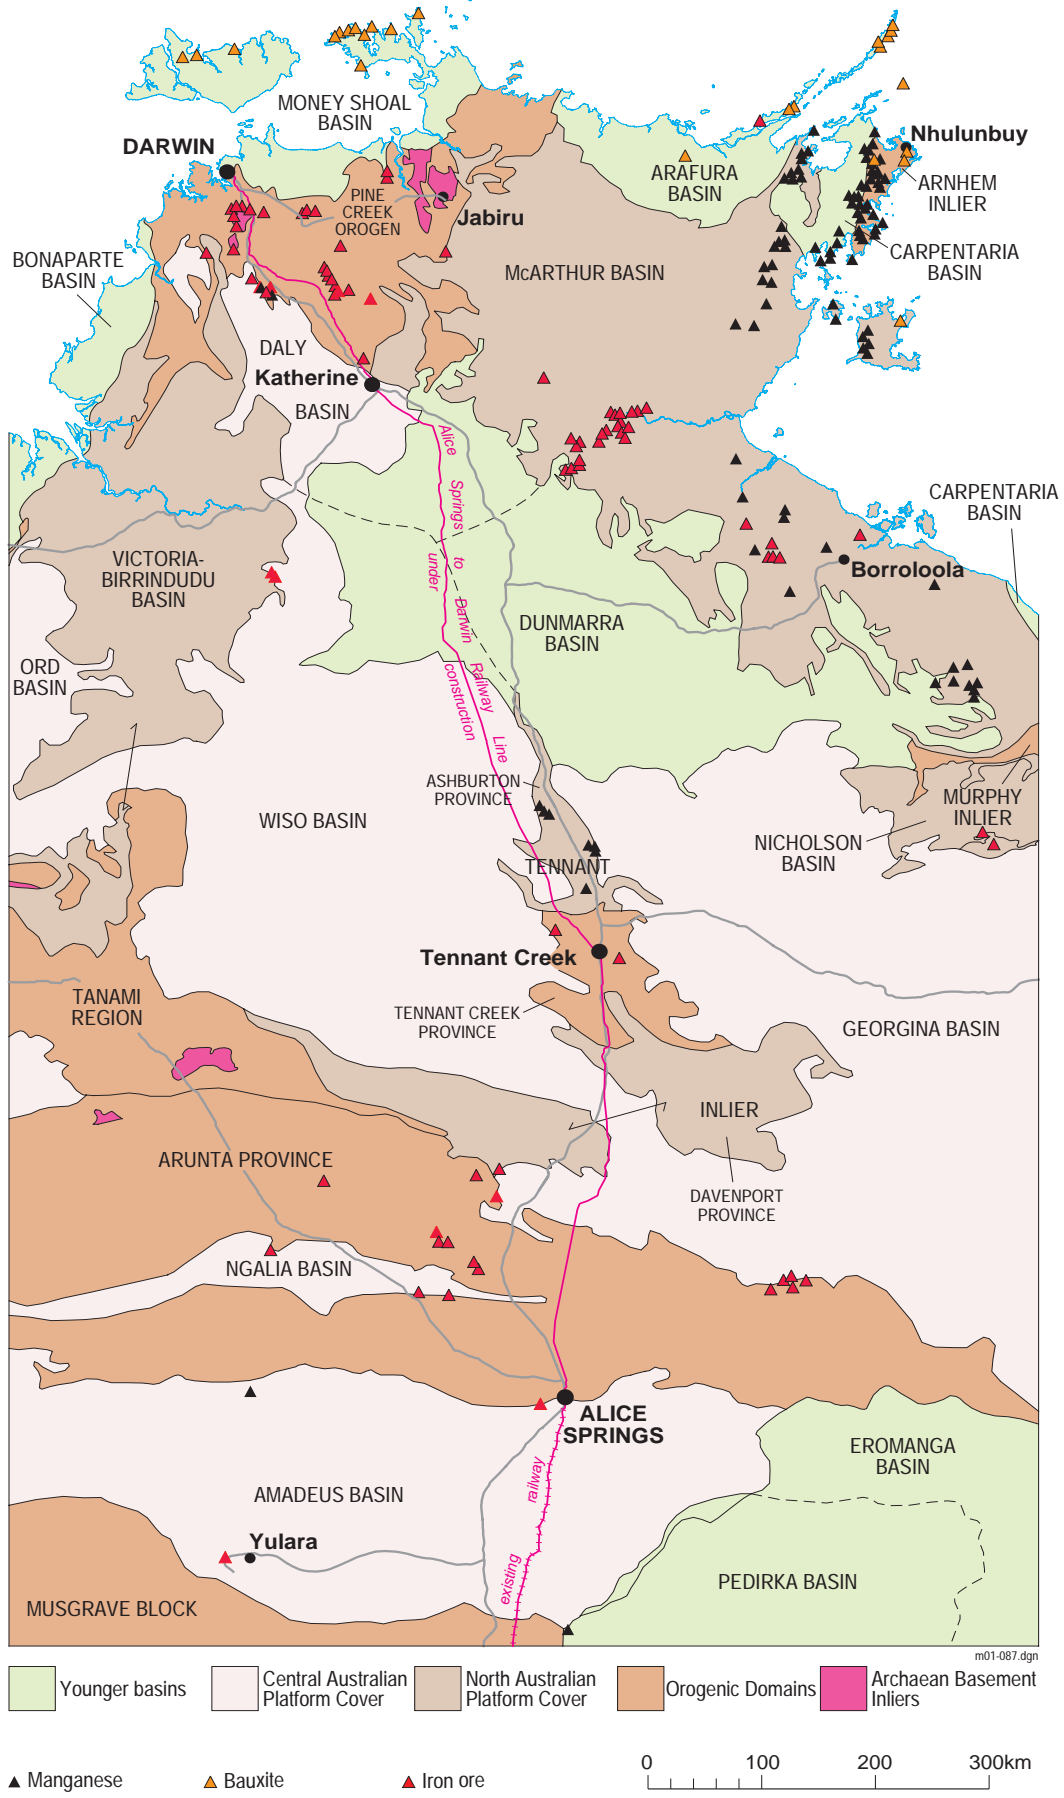 MONEY SHOAL
BASIN
DARWIN
Nhulunbuy
ARAFURA
BASIN
ARNHEM
INLIER
PINE
CREEK
OROGEN
Jabiru
BONAPARTE
BASIN
McARTHUR BASIN
CARPENTARIA
BASIN
DALY
Katherine
BASIN
Alice
Springs
to
Darwin
Railway
Line
under
construction
CARPENTARIA
BASIN
VICTORIA-
BIRRINDUDU
BASIN
Borroloola
DUNMARRA
BASIN
ORD
BASIN
ASHBURTON
PROVINCE
WISO BASIN
MURPHY
INLIER
NICHOLSON
BASIN
TENNANT
Tennant Creek
TANAMI
REGION
TENNANT CREEK
PROVINCE
GEORGINA BASIN
INLIER
ARUNTA PROVINCE
DAVENPORT
PROVINCE
NGALIA BASIN
ALICE
SPRINGS
EROMANGA
BASIN
railway
AMADEUS BASIN
Yulara
existing
PEDIRKA BASIN
MUSGRAVE BLOCK
m01-087.dgn
Younger basins
Central Australian
Platform Cover
North Australian
Platform Cover
Orogenic Domains
Archaean Basement
Inliers
0 100 200 300km
Manganese
Bauxite
Iron ore